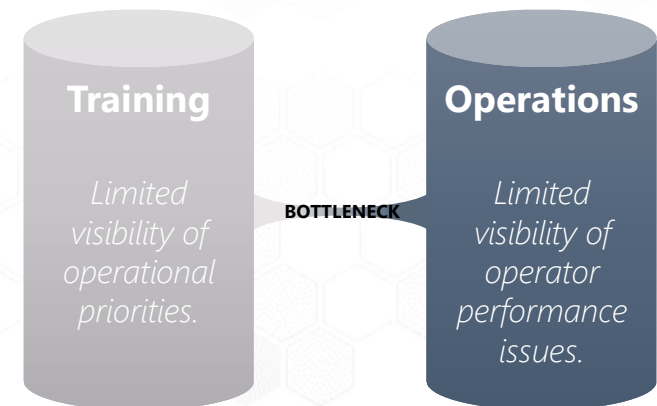 Training
Limited
visibility of
operational
priorities.
BOTTLENECK
Operations
Limited
visibility of
operator
performance
issues.